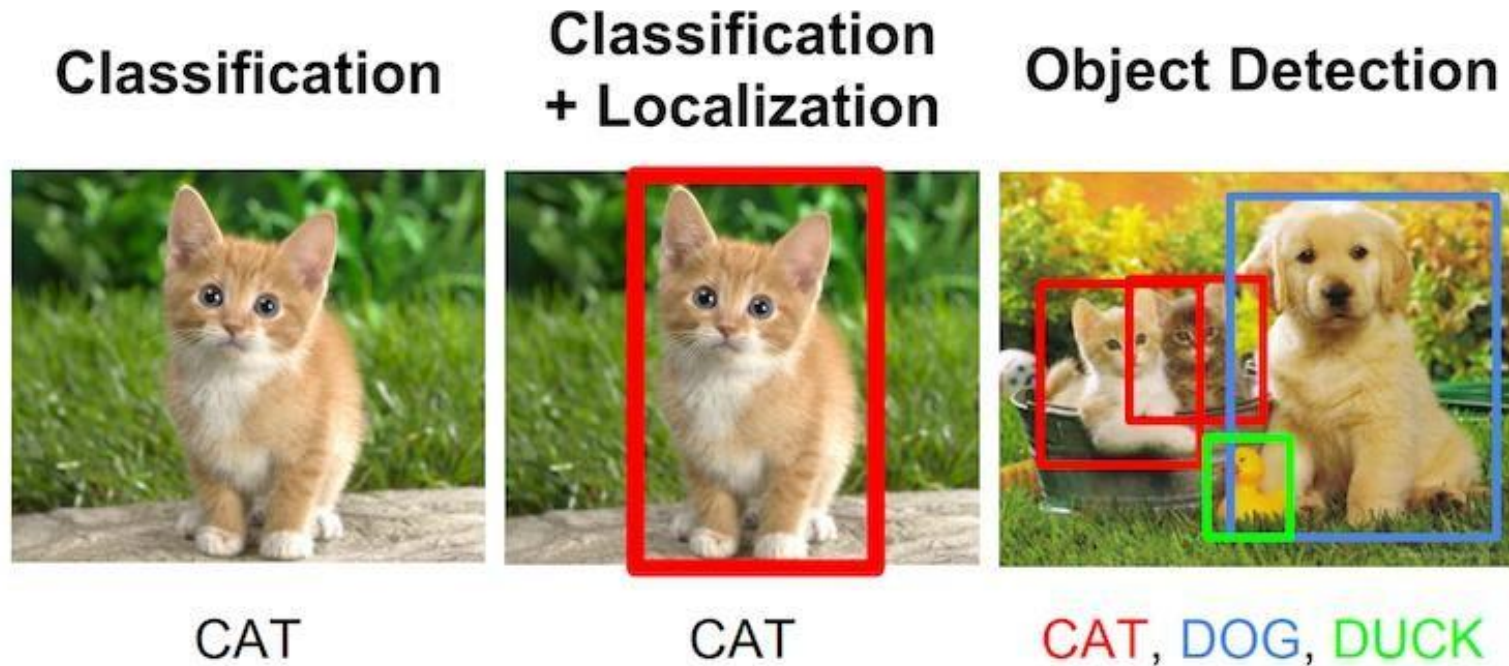 Classification
Classification
+ Localization
Object Detection
CAT
CAT
CAT, DOG, DUCK